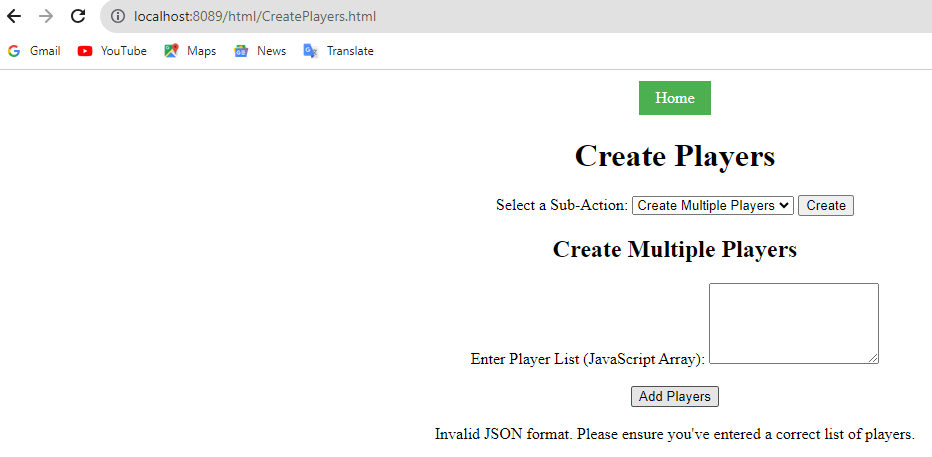 localhost:8089/html/CreatePlayers.html
Gmail YouTube Maps News Translate
Home
Create Players
Select a Sub-Action: Create Multiple Players Create
Create Multiple Players
Enter Player List (JavaScript Array):
Add Players
Invalid JSON format. Please ensure you've entered a correct list of players.